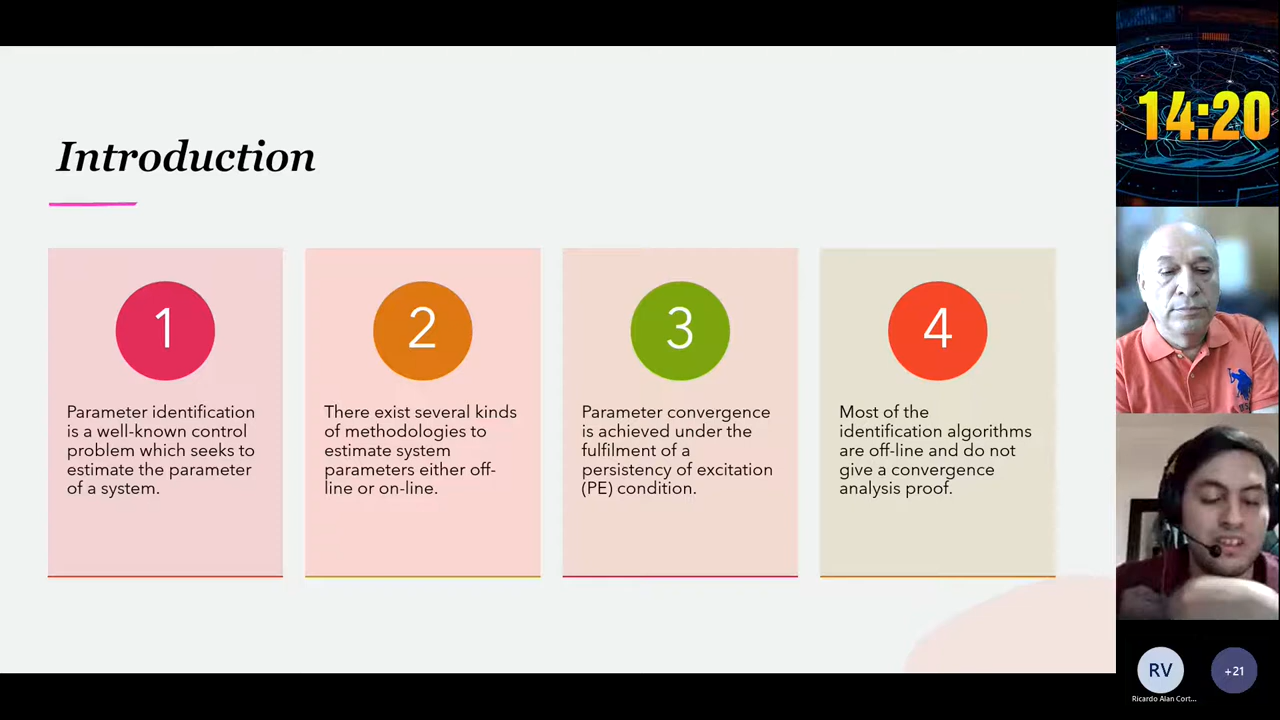 Introduction
1
Parameter identification
is a well-known control
problem which seeks to
estimate the parameter
of a system.
2
There exist several kinds
of methodologies to
estimate system
parameters either off-
line or on-line.
3
Parameter convergence
is achieved under the
fulfilment of a
persistency of excitation
(PE) condition.
4
Most of the
identification algorithms
are off-line and do not
give a convergence
analysis proof.
14:20
RV
+21
Ricardo Alan Cort...